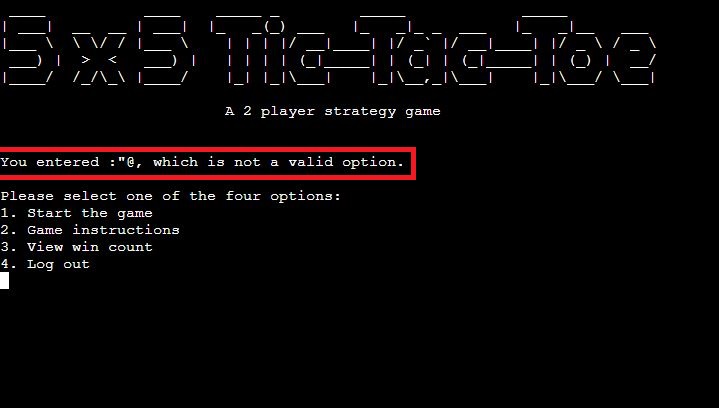 5x5 Tic-Tac-Toe
A 2 player strategy game
You entered :"@, which is not a valid option.
Please select one of the four options:
1. Start the game
2. Game instructions
3. View win count
4. Log out